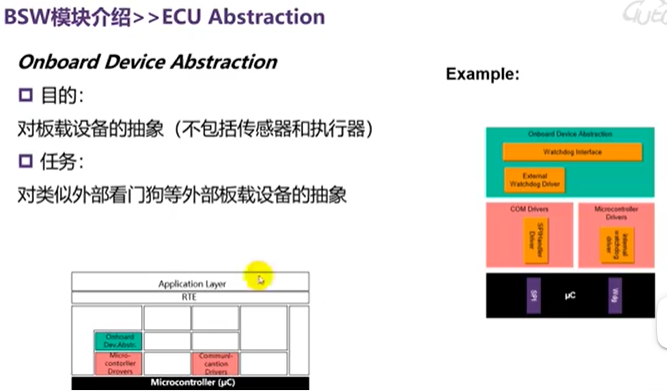 BSW模块介绍>>ECU Abstraction
Onboard Device Abstraction
目的：
对板载设备的抽象（不包括传感器和执行器）
任务：
对类似外部看门狗等外部板载设备的抽象
Application Layer
RTE
Onboard
Dev.Abstr.
Micro-
contorller
Drovers
Communi-
cantion
Drivers
Microcontroller (μC)
Example:
Onboard Device Abstraction
Watchdog Interface
External
Watchdog Driver
COM Drivers
SPIHandler
Driver
Microcontroller
Drivers
Internal
watchdog
driver
SPI
μC
Wdg